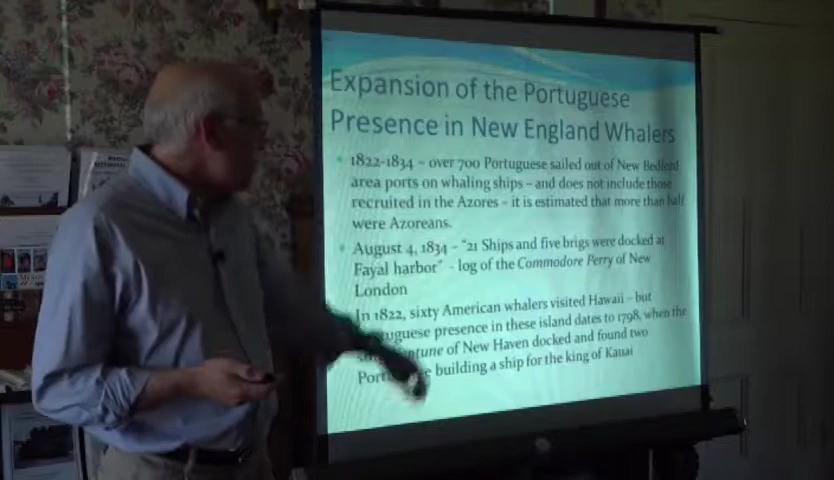 Expansion of the Portuguese
Presence in New England Whalers
1822-1834 – over 700 Portuguese sailed out of New Bedford
area ports on whaling ships – and does not include those
recruited in the Azores – it is estimated that more than half
were Azoreans.
August 4, 1834 – "21 Ships and five brigs were docked at
Fayal harbor" - log of the Commodore Perry of New
London
In 1822, sixty American whalers visited Hawaii – but
presence in these island dates to 1798, when the
of New Haven docked and found two
building a ship for the king of Kauai